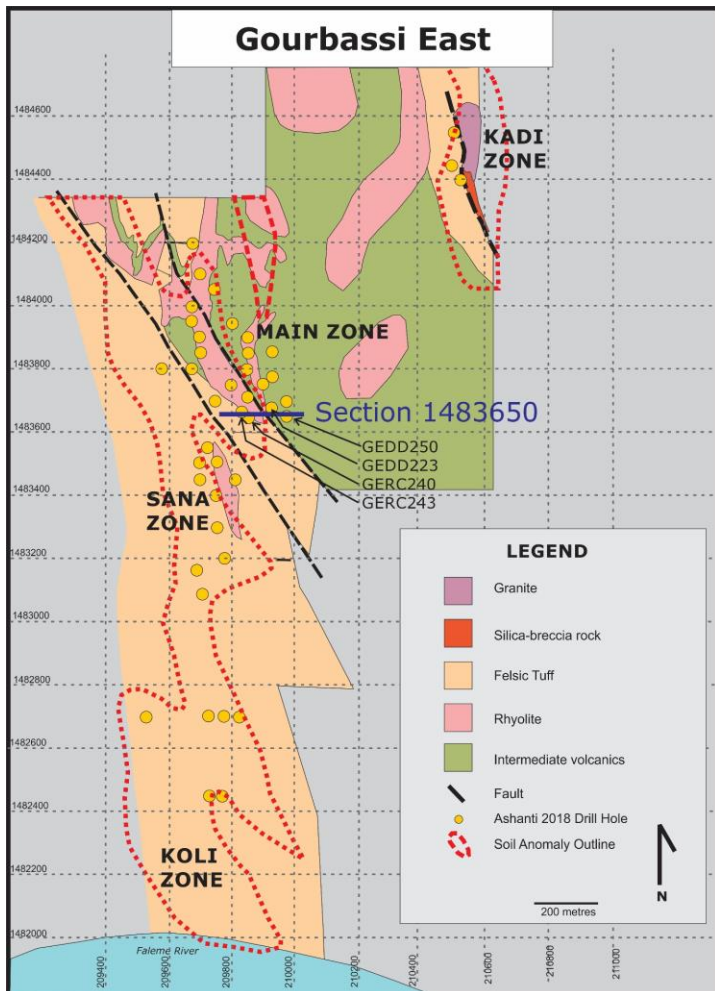 Gourbassi East
1484600
1484400
1484200
1484000
1483800
1483600
1483400
1483200
1483000
1482800
1482600
1482400
1482200
1482000
KADI
ZONE
MAIN ZONE
Section 1483650
GEDD250
GEDD223
GERC240
GERC243
SANA
ZONE
KOLI
ZONE
Faleme River
LEGEND
Granite
Silica-breccia rock
Felsic Tuff
Rhyolite
Intermediate volcanics
Fault
Ashanti 2018 Drill Hole
Soil Anomaly Outline
200 metres
N
209400
209600
209800
210000
210200
210400
210600
210800
211000